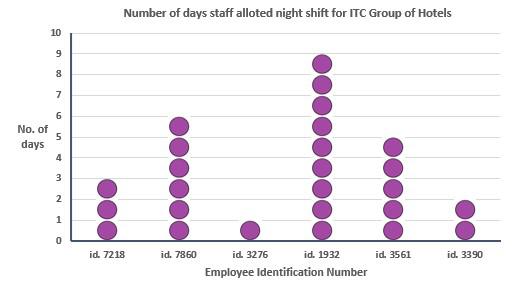 Number of days staff alloted night shift for ITC Group of Hotels
10
9
8
7
6
5
4
3
2
1
0
No. of
days
id. 7218 id. 7860 id. 3276 id. 1932 id. 3561 id. 3390
Employee Identification Number